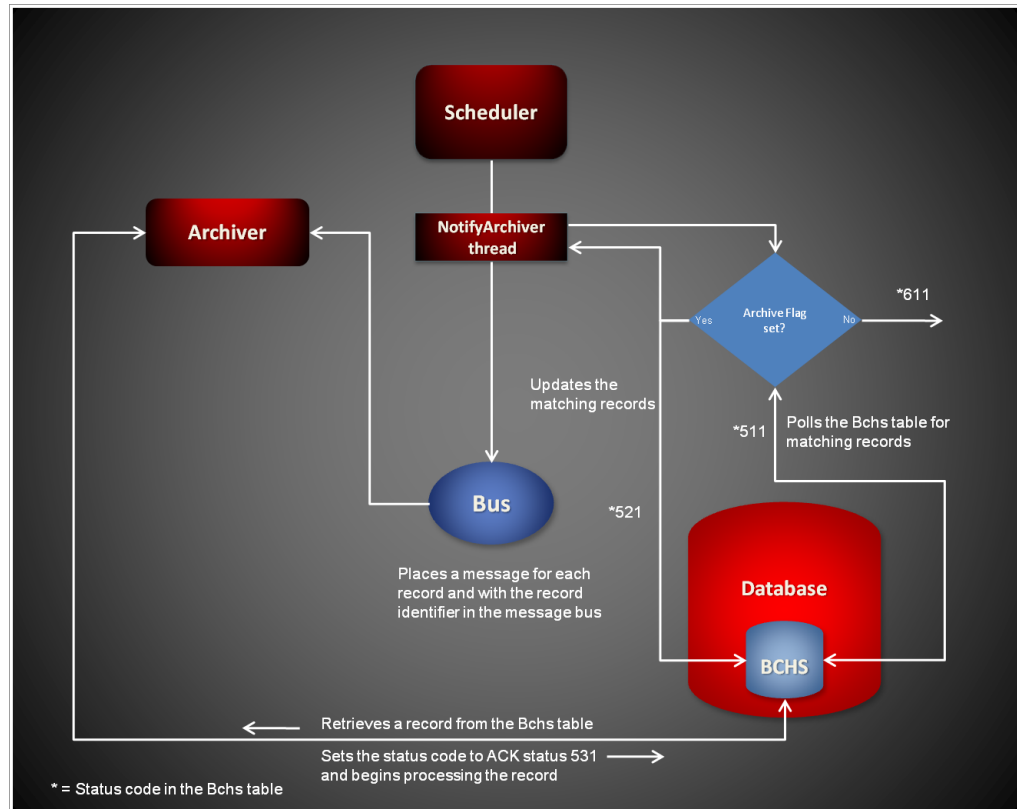 Scheduler
NotifyArchiver
thread
Archiver
*611
Archive Flag
set?
Yes
No
Updates the
matching records
*511
Polls the Bchs table for
matching records
Bus
*521
Places a message for each
record and with the record
identifier in the message bus
Database
BCHS
Retrieves a record from the Bchs table
Sets the status code to ACK status 531
and begins processing the record
* = Status code in the Bchs table